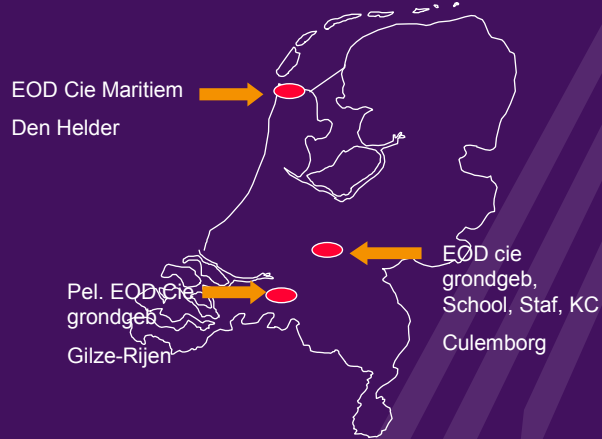 EOD Cie Maritiem
Den Helder
EOD cie
grondgeb,
School, Staf, KC
Culemborg
Pel. EOD Cie
grondgeb
Gilze-Rijen